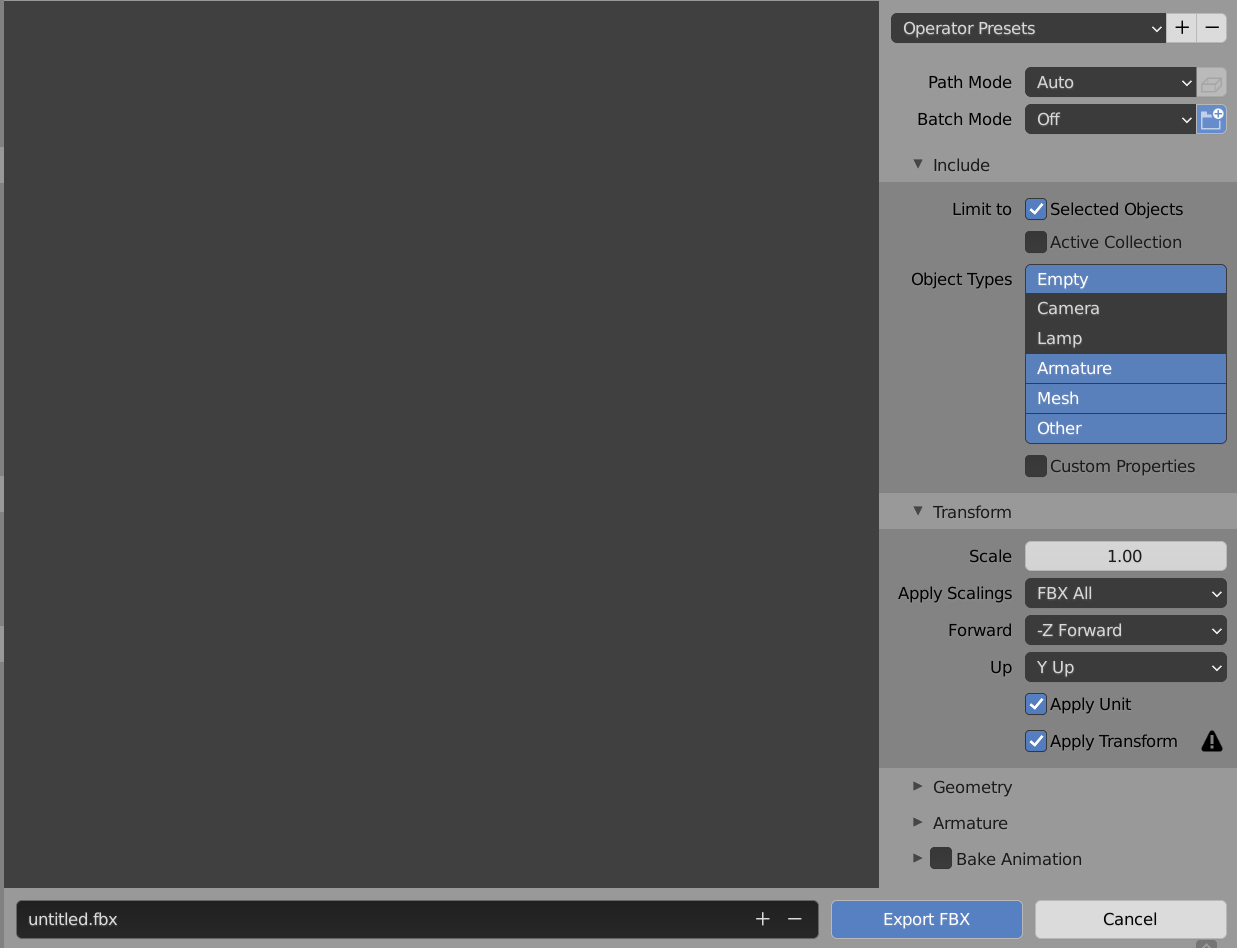 Operator Presets
Path Mode Auto
Batch Mode Off
Include
Limit to Selected Objects
Active Collection
Object Types Empty
Camera
Lamp
Armature
Mesh
Other
Custom Properties
Transform
Scale 1.00
Apply Scalings FBX All
Forward -Z Forward
Up Y Up
Apply Unit
Apply Transform
Geometry
Armature
Bake Animation
untitled.fbx Export FBX Cancel